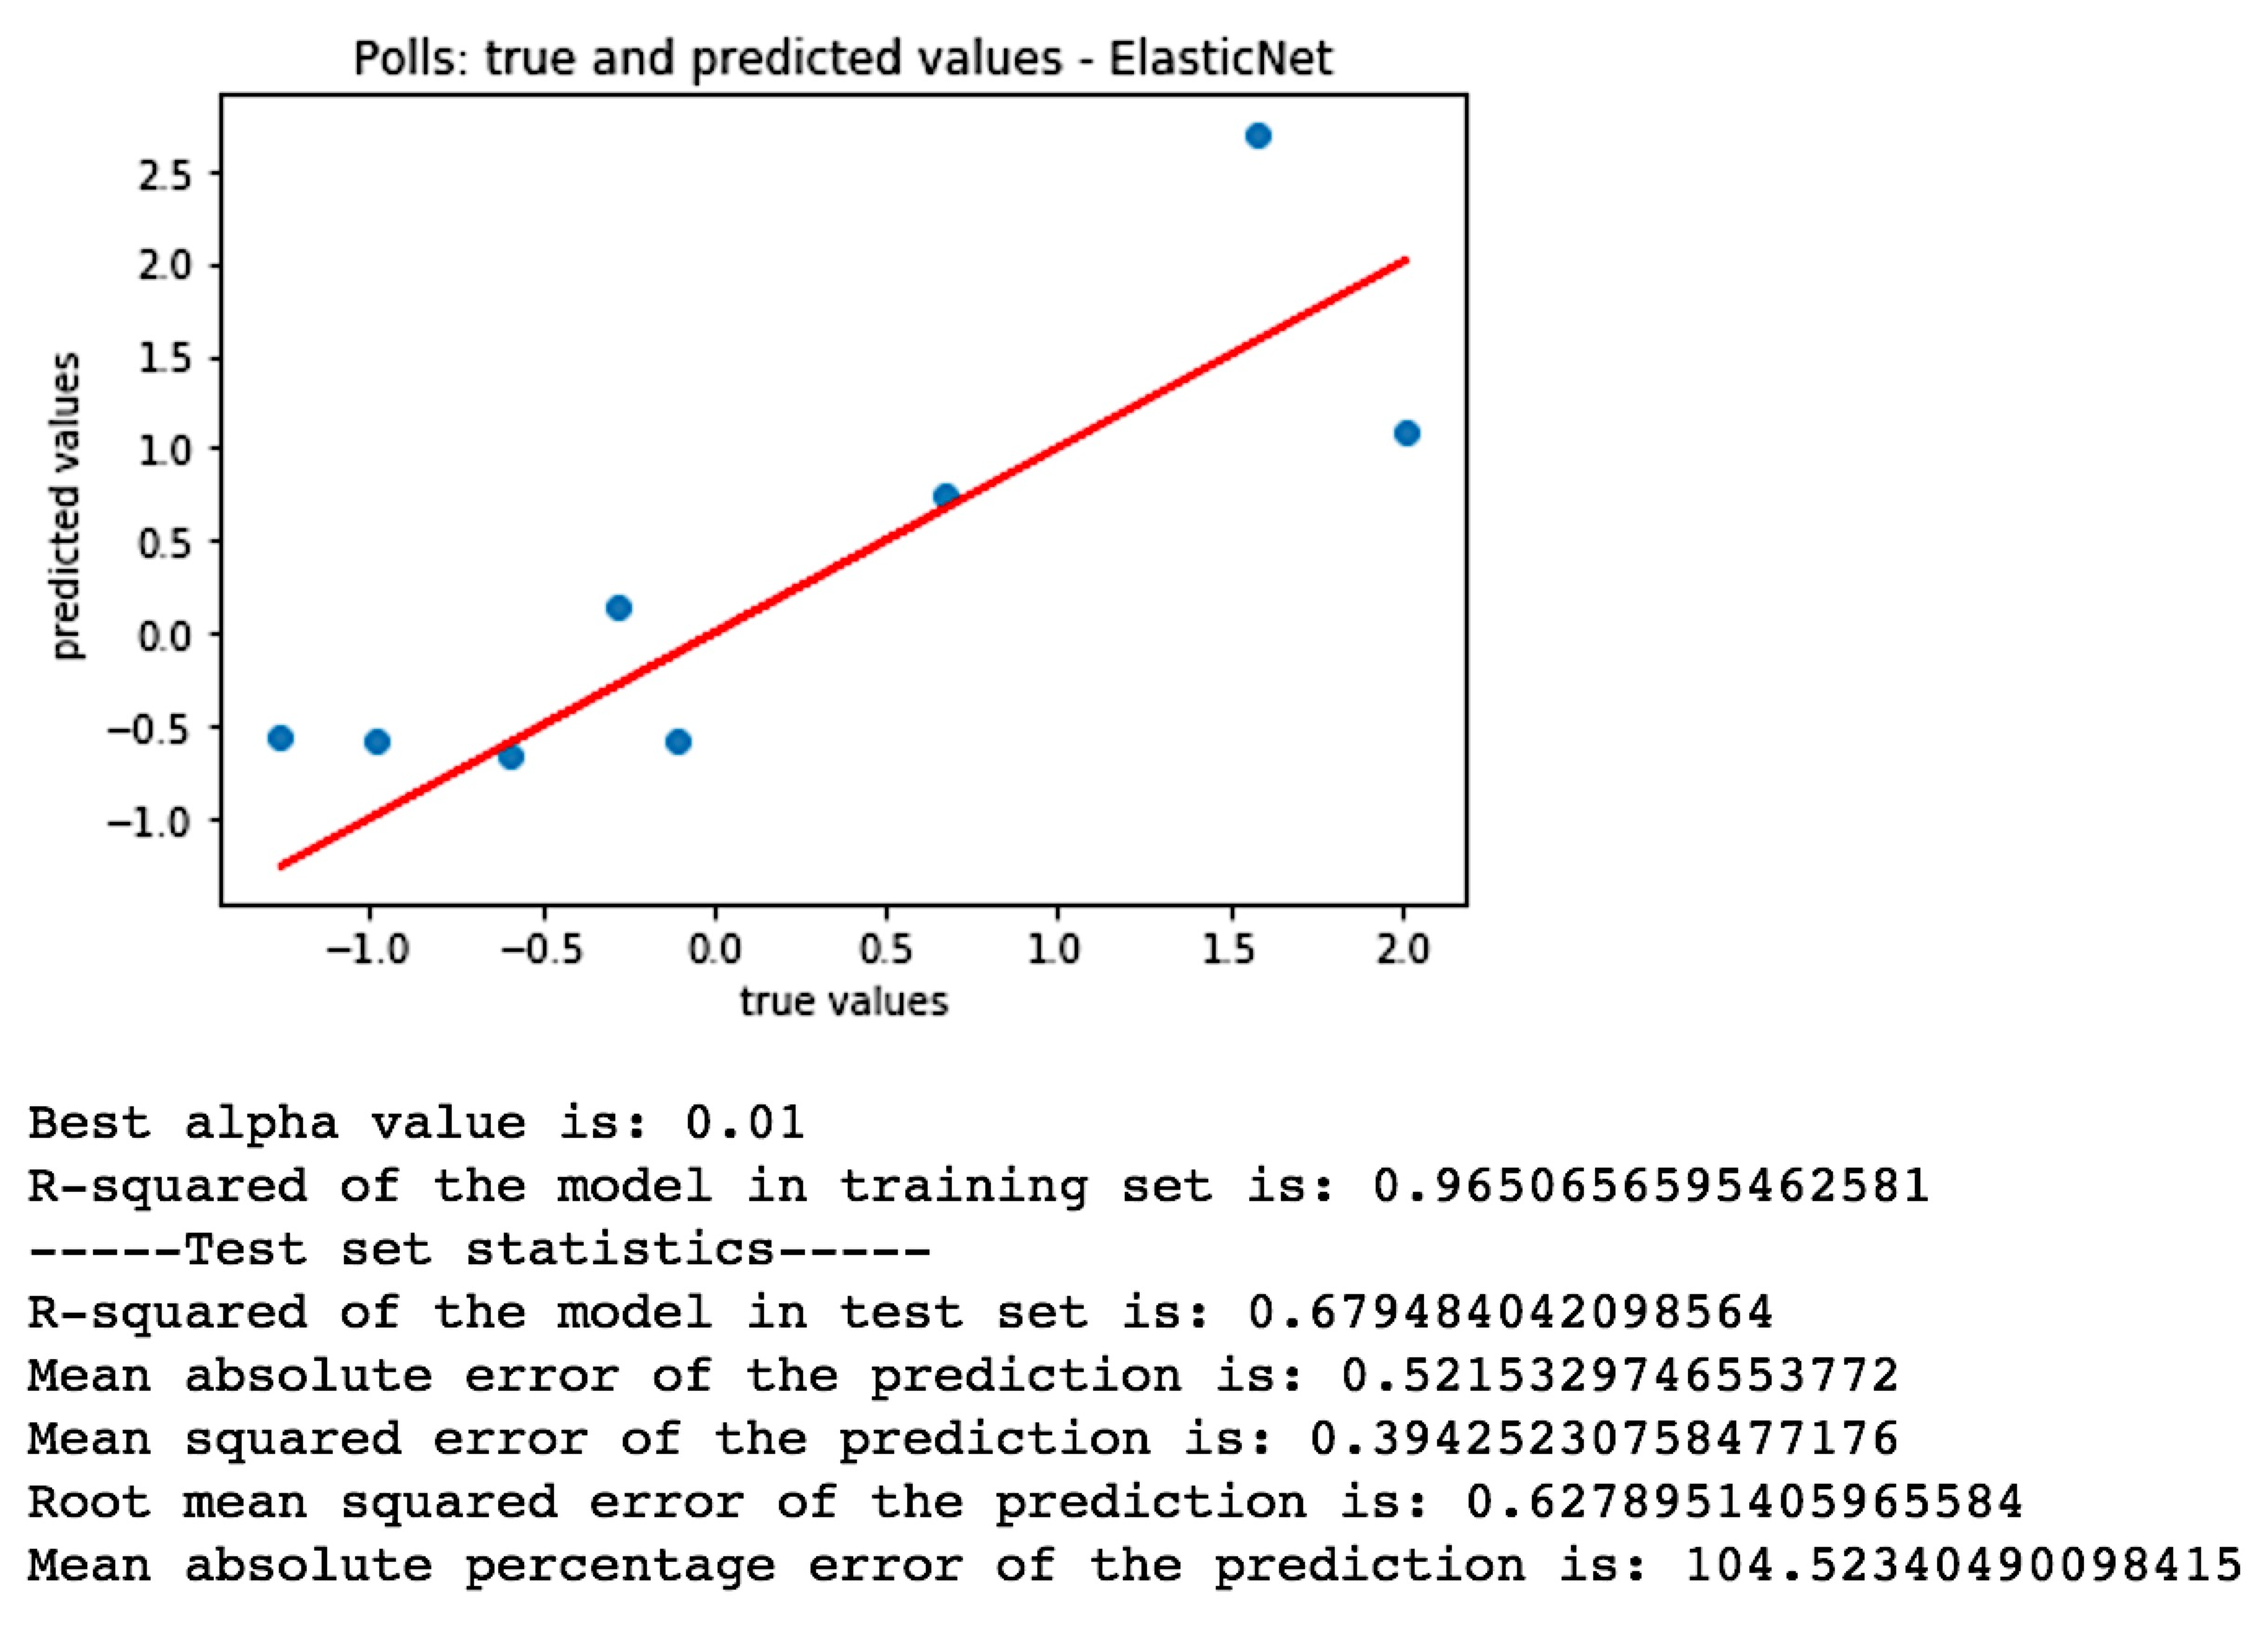 Polls: true and predicted values - ElasticNet
predicted values
2.5
2.0
1.5
1.0
0.5
0.0
−0.5
−1.0
−1.0 −0.5 0.0 0.5 1.0 1.5 2.0
true values
Best alpha value is: 0.01
R-squared of the model in training set is: 0.9650656595462581
-----Test set statistics-----
R-squared of the model in test set is: 0.679484042098564
Mean absolute error of the prediction is: 0.5215329746553772
Mean squared error of the prediction is: 0.39425230758477176
Root mean squared error of the prediction is: 0.6278951405965584
Mean absolute percentage error of the prediction is: 104.52340490098415